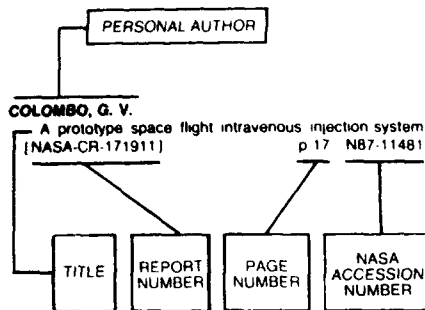 PERSONAL AUTHOR
COLOMBO, G. V.
A prototype space flight intravenous injection system
[NASA-CR-171911] p 17 N87-11481
TITLE
REPORT
NUMBER
PAGE
NUMBER
NASA
ACCESSION
NUMBER